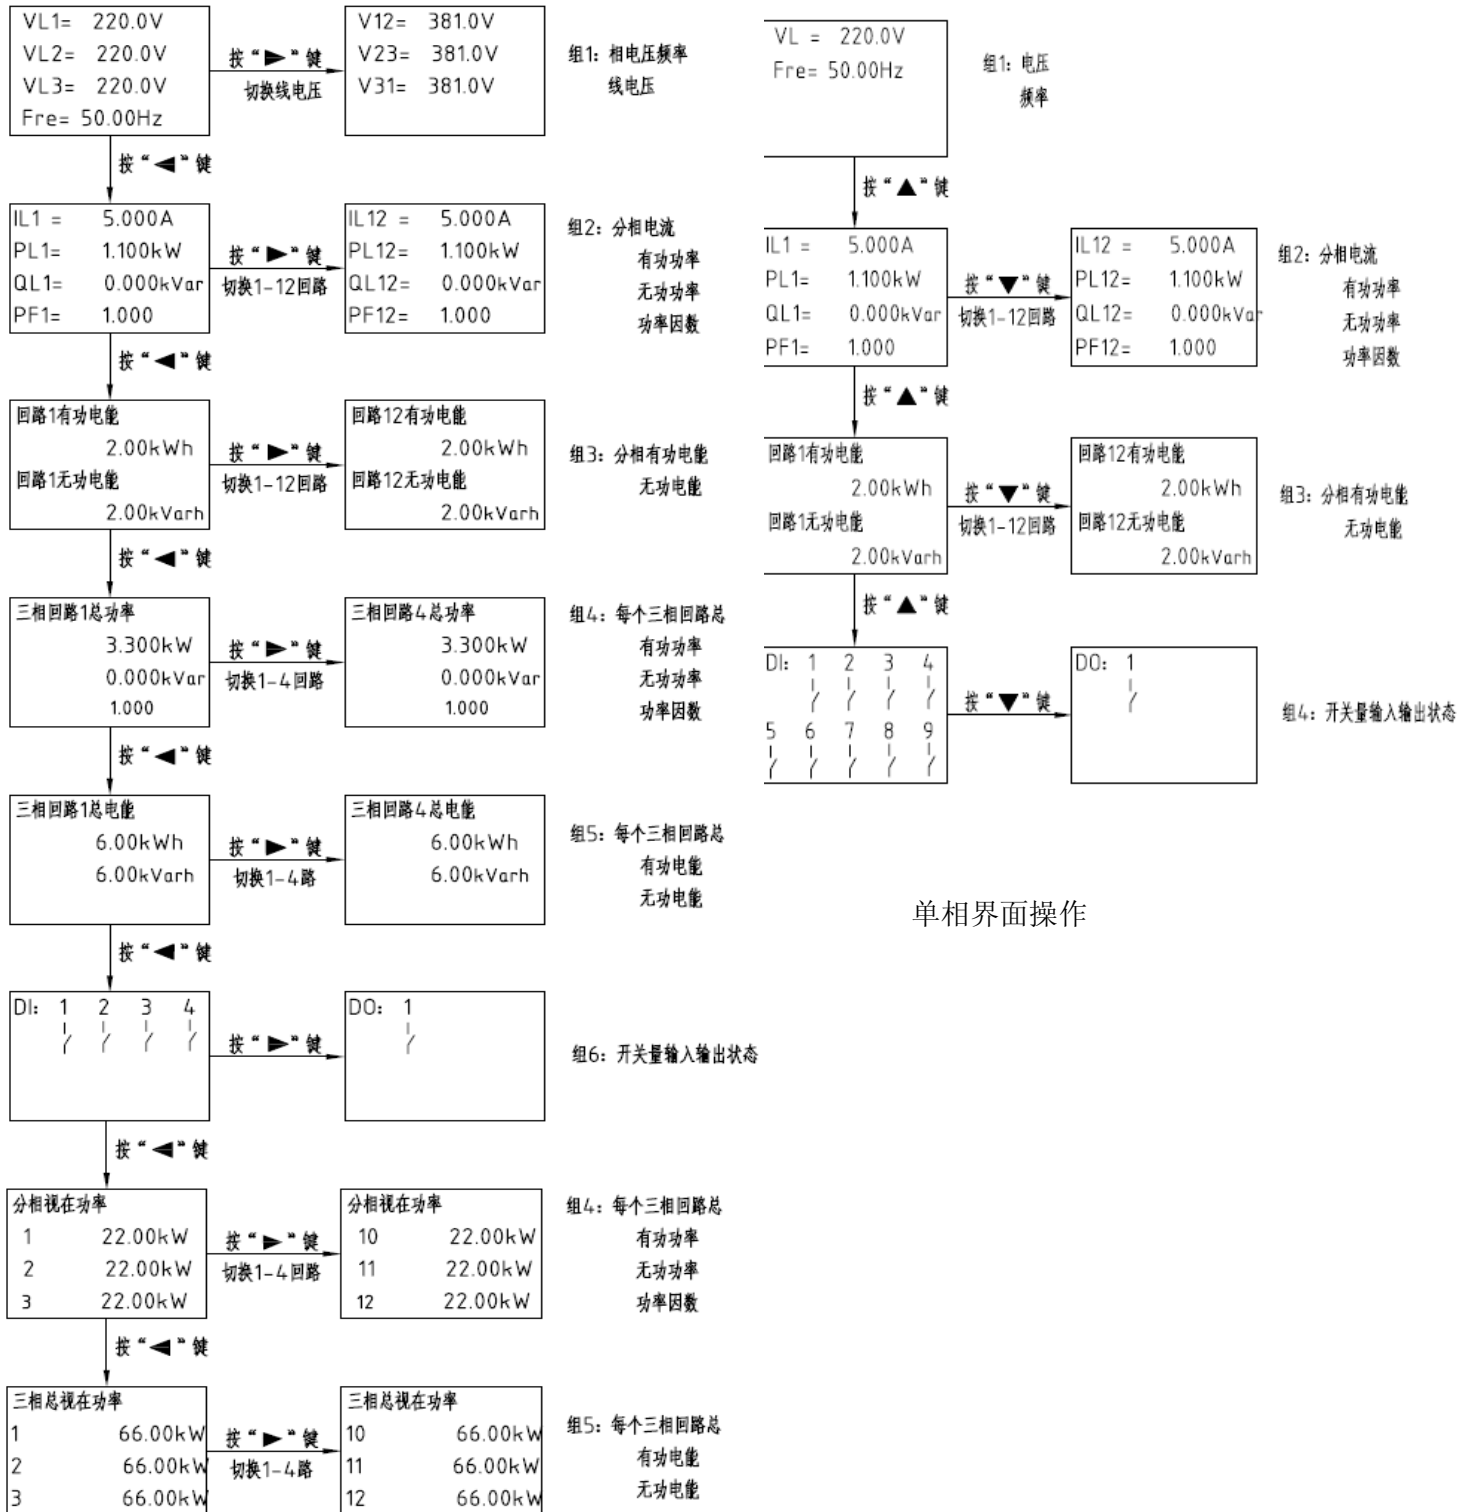 VL1= 220.0V
VL2= 220.0V
VL3= 220.0V
Fre= 50.00Hz
按“▶”键
切换线电压
V12= 381.0V
V23= 381.0V
V31= 381.0V
组1：相电压频率
线电压
按“◀”键
IL1 = 5.000A
PL1= 1.100kW
QL1= 0.000kVar
PF1= 1.000
按“▶”键
切换1-12回路
IL12 = 5.000A
PL12= 1.100kW
QL12= 0.000kVar
PF12= 1.000
组2：分相电流
有功功率
无功功率
功率因数
按“◀”键
回路1有功电能
2.00kWh
回路1无功电能
2.00kVarh
按“▶”键
切换1-12回路
回路12有功电能
2.00kWh
回路12无功电能
2.00kVarh
组3：分相有功电能
无功电能
按“◀”键
三相回路1总功率
3.300kW
0.000kVar
1.000
按“▶”键
切换1-4回路
三相回路4总功率
3.300kW
0.000kVar
1.000
组4：每个三相回路总
有功功率
无功功率
功率因数
按“◀”键
三相回路1总电能
6.00kWh
6.00kVarh
按“▶”键
切换1-4路
三相回路4总电能
6.00kWh
6.00kVarh
组5：每个三相回路总
有功电能
无功电能
按“◀”键
DI: 1 2 3 4
按“▶”键
DO: 1
组6：开关量输入输出状态
按“◀”键
分相视在功率
1 22.00kW
2 22.00kW
3 22.00kW
按“▶”键
切换1-4回路
分相视在功率
10 22.00kW
11 22.00kW
12 22.00kW
组4：每个三相回路总
有功功率
无功功率
功率因数
按“◀”键
三相总视在功率
1 66.00kW
2 66.00kW
3 66.00kW
按“▶”键
切换1-4路
三相总视在功率
10 66.00kW
11 66.00kW
12 66.00kW
组5：每个三相回路总
有功电能
无功电能
VL = 220.0V
Fre= 50.00Hz
组1：电压
频率
按“▲”键
IL1 = 5.000A
PL1= 1.100kW
QL1= 0.000kVar
PF1= 1.000
按“▼”键
切换1-12回路
IL12 = 5.000A
PL12= 1.100kW
QL12= 0.000kVar
PF12= 1.000
组2：分相电流
有功功率
无功功率
功率因数
按“▲”键
回路1有功电能
2.00kWh
回路1无功电能
2.00kVarh
按“▼”键
切换1-12回路
回路12有功电能
2.00kWh
回路12无功电能
2.00kVarh
组3：分相有功电能
无功电能
按“▲”键
DI: 1 2 3 4
5 6 7 8 9
按“▼”键
DO: 1
组4：开关量输入输出状态
单相界面操作